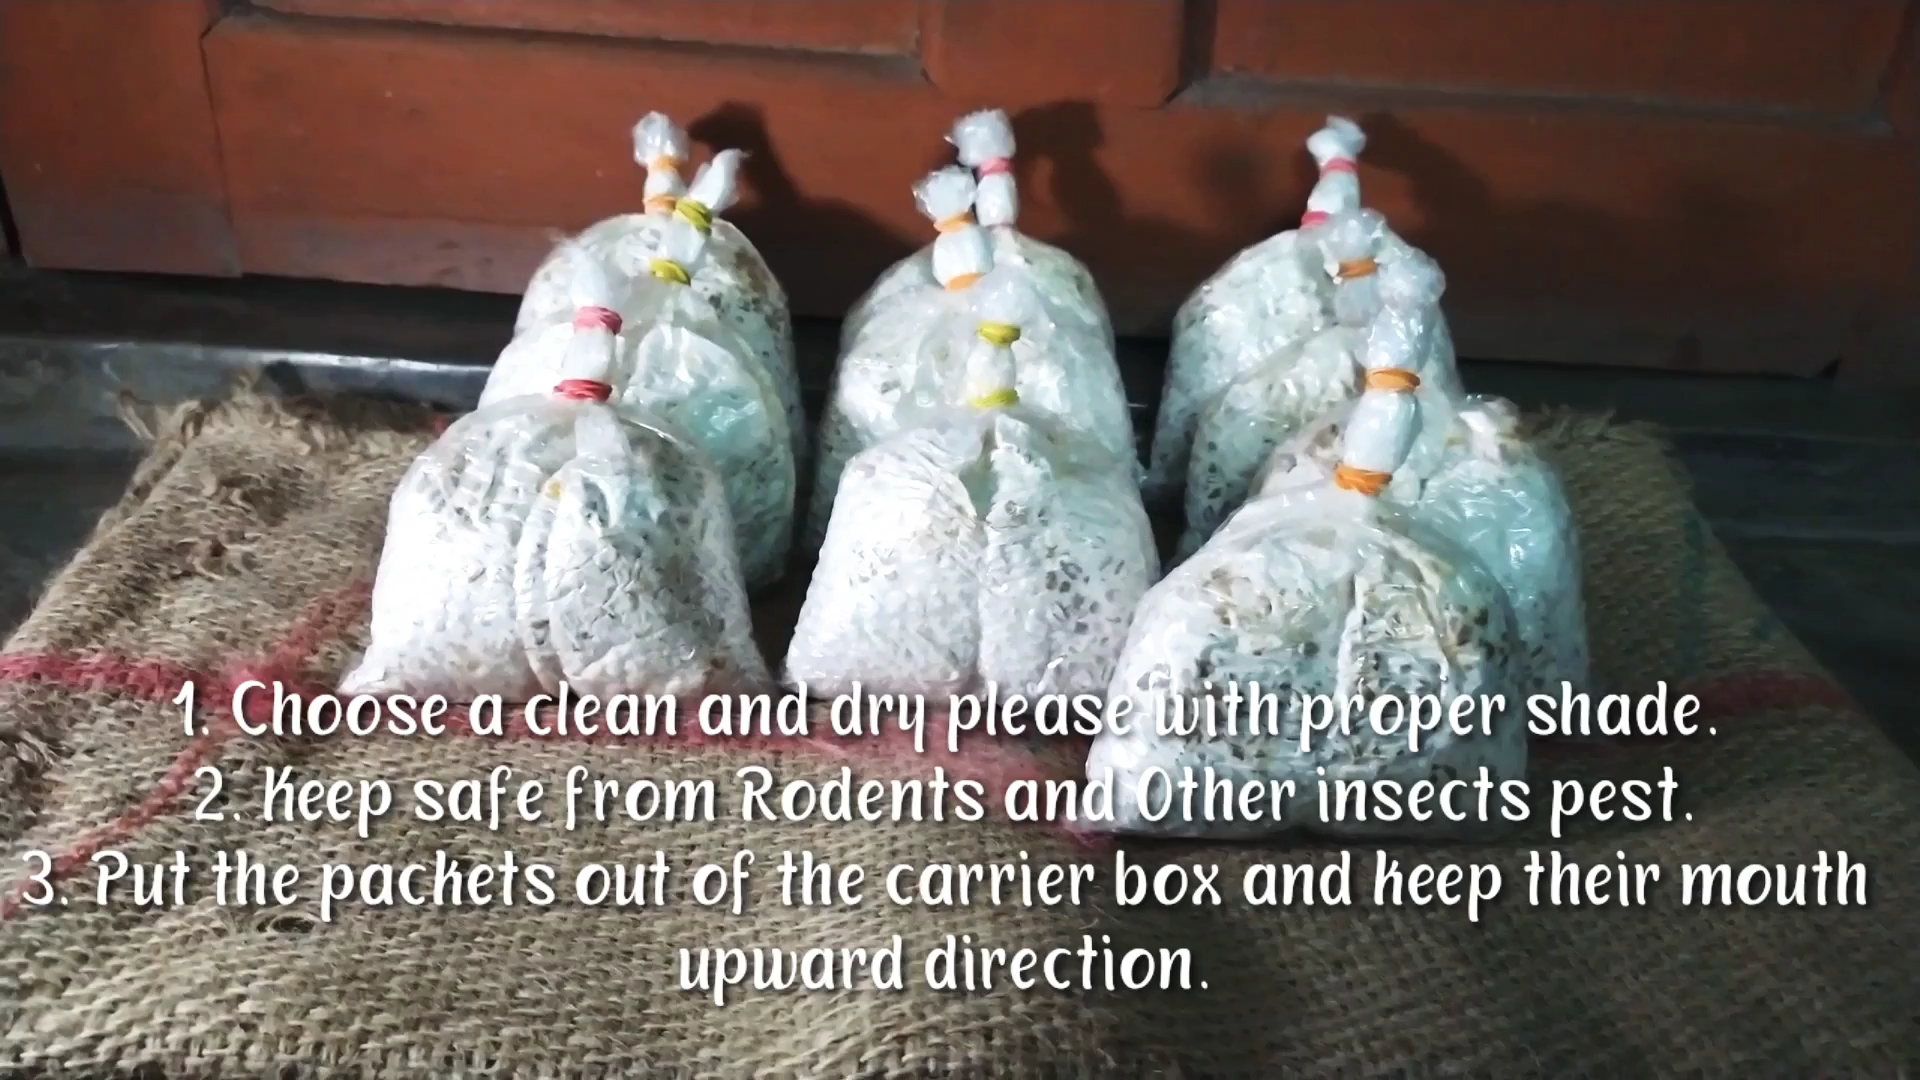 1. Choose a clean and dry please with proper shade.
2. Keep safe from Rodents and Other insects pest.
3. Put the packets out of the carrier box and keep their mouth
upward direction.